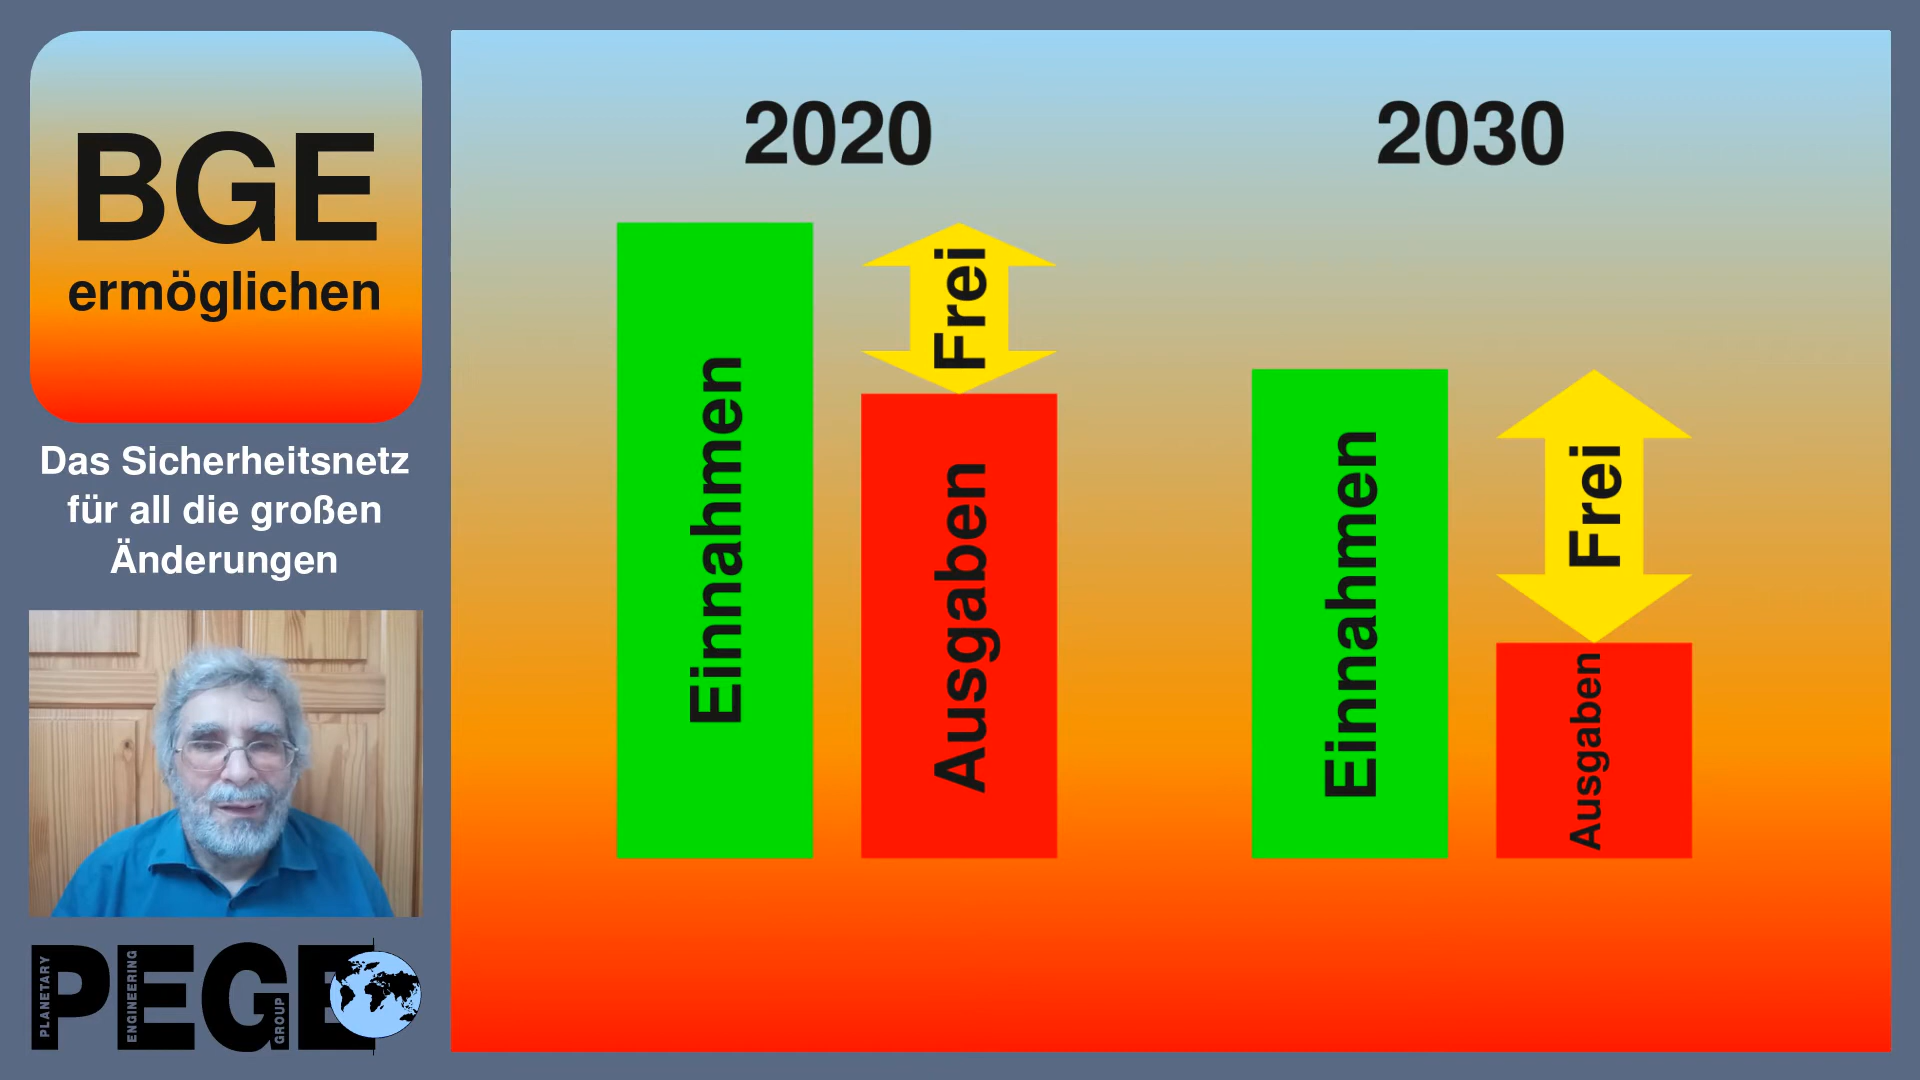 BGE
ermöglichen
Das Sicherheitsnetz
für all die großen
Änderungen
PEGE
PLANETARY
ENGINEERING
GROUP
2020
Einnahmen
Frei
Ausgaben
2030
Einnahmen
Frei
Ausgaben